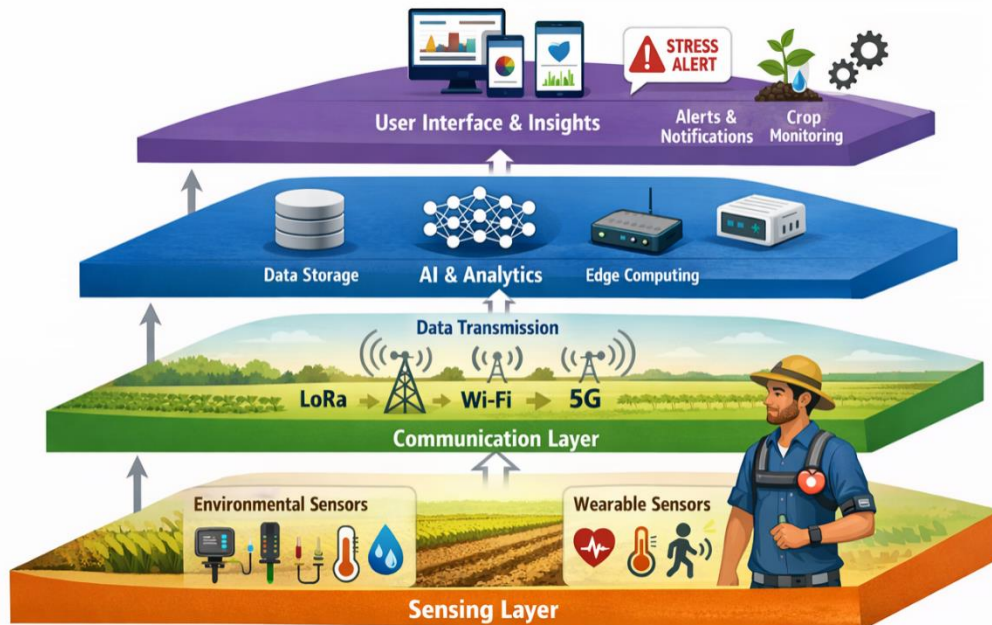 STRESS
ALERT
User Interface & Insights
Alerts &
Notifications
Crop
Monitoring
Data Storage
AI & Analytics
Edge Computing
Data Transmission
LoRa
Wi-Fi
5G
Communication Layer
Environmental Sensors
Wearable Sensors
Sensing Layer